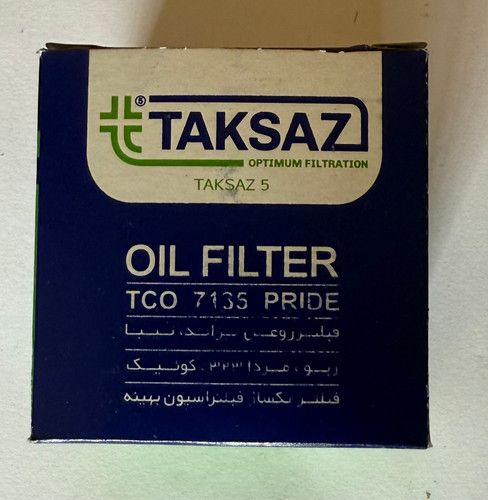 TAKSAZ
OPTIMUM FILTRATION
TAKSAZ 5
OIL FILTER
TCO 7135 PRIDE
فیلتر روغنی پراید، تیبا
ریو، مزدا ۳۲۳، کوئیک
فیلتر تکساز فیلتراسیون بهینه